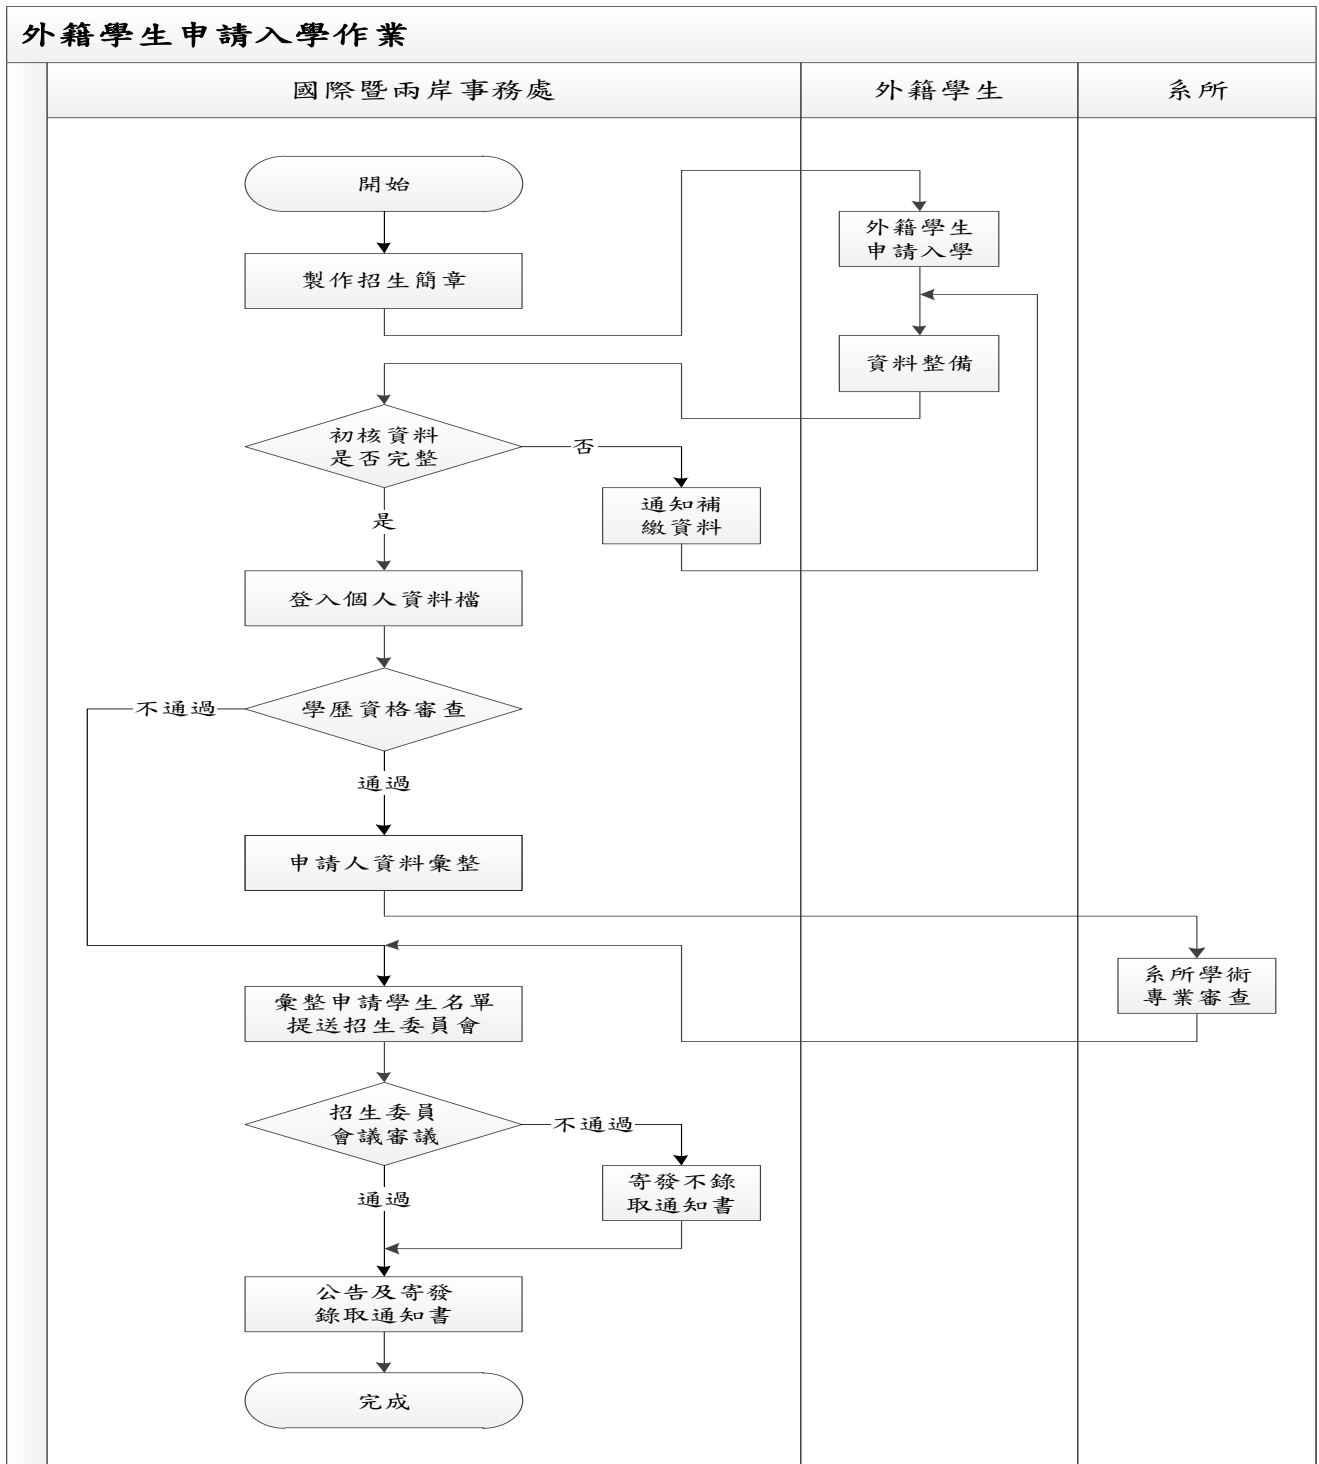 外籍學生申請入學作業
國際暨兩岸事務處
外籍學生
系所
開始
外籍學生
申請入學
製作招生簡章
資料整備
初核資料
是否完整
否
通知補
繳資料
是
登入個人資料檔
學歷資格審查
不通過
通過
申請人資料彙整
系所學術
專業審查
彙整申請學生名單
提送招生委員會
招生委員
會議審議
不通過
寄發不錄
取通知書
通過
公告及寄發
錄取通知書
完成